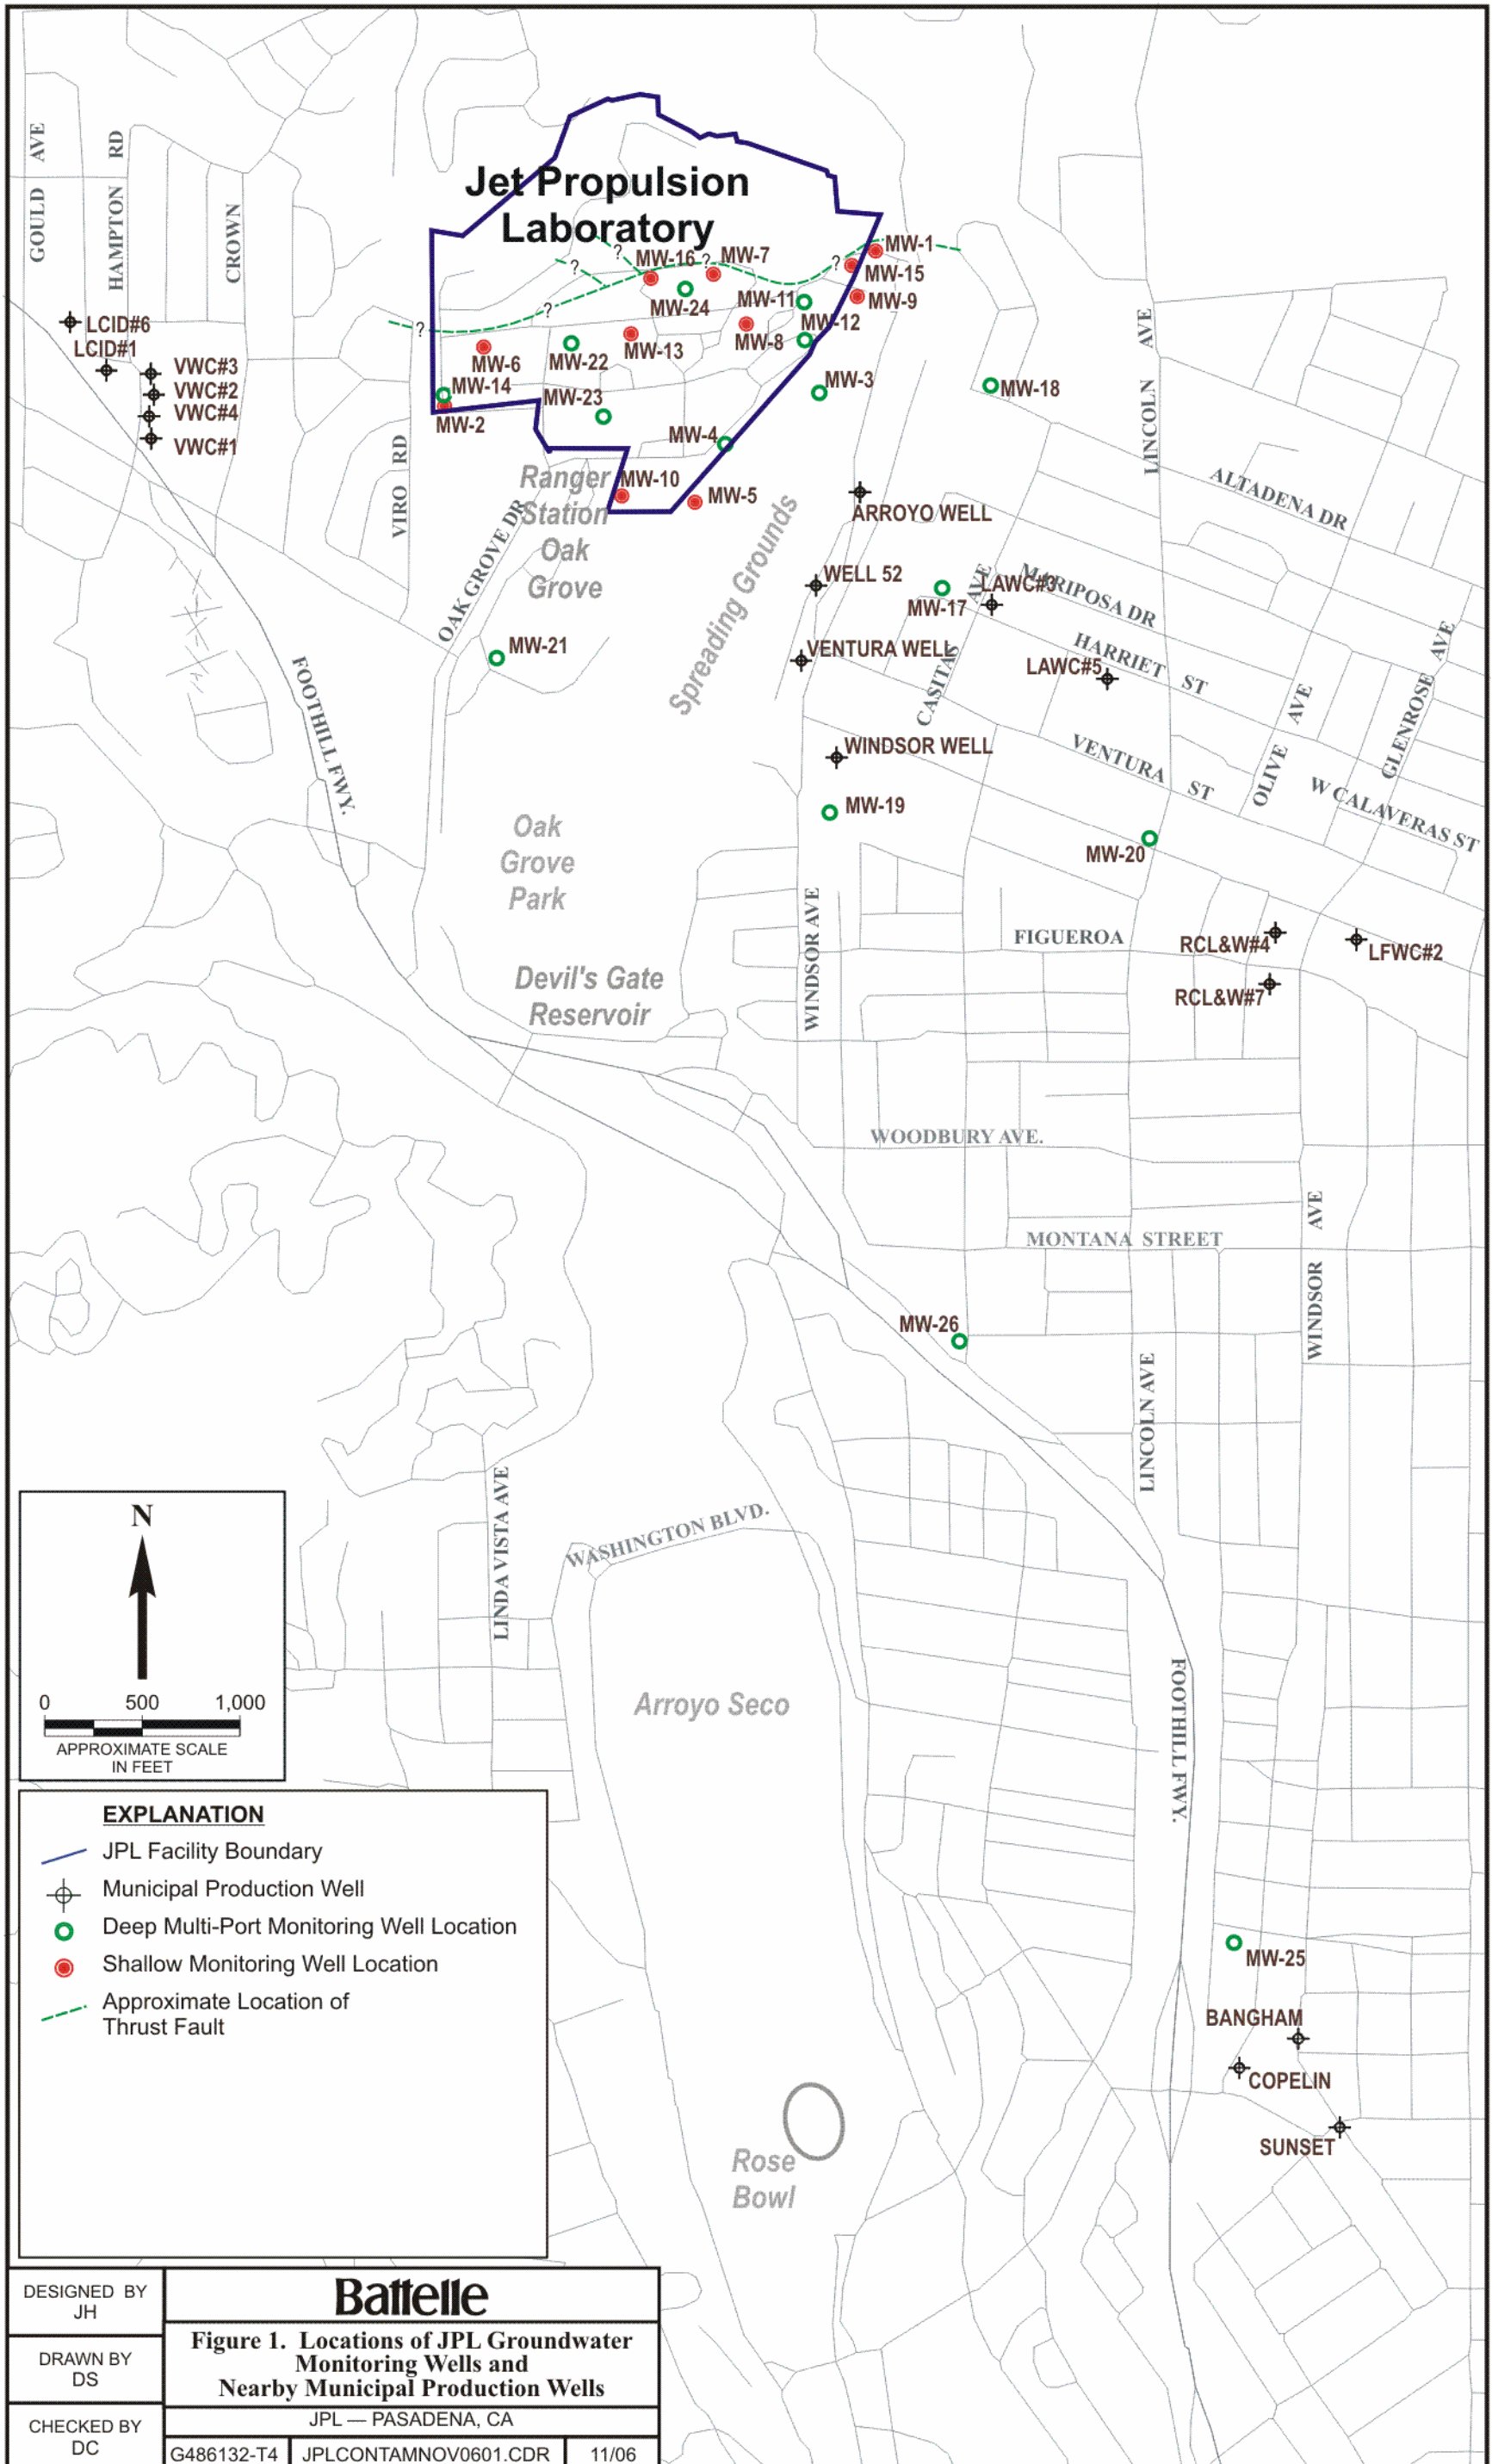 GOULD AVE
HAMPTON RD
CROWN
Jet Propulsion
Laboratory
?
?
?
?
?
?
MW-16
MW-7
MW-1
MW-15
MW-24
MW-11
MW-9
MW-12
MW-8
MW-13
MW-6
MW-22
MW-14
MW-23
MW-3
MW-18
MW-2
MW-4
MW-10
MW-5
LCID#6
LCID#1
VWC#3
VWC#2
VWC#4
VWC#1
VIRO RD
LINCOLN AVE
ALTADENA DR
Ranger
Station
Oak
Grove
OAK GROVE DR
Spreading Grounds
ARROYO WELL
WELL 52
MW-17
LAWC#3
MARIPOSA DR
CASITAS AVE
VENTURA WELL
LAWC#5
HARRIET ST
MW-21
FOOTHILL FWY.
WINDSOR WELL
VENTURA ST
OLIVE AVE
GLENROSE AVE
W CALAVERAS ST
MW-19
MW-20
Oak
Grove
Park
WINDSOR AVE
FIGUEROA
RCL&W#4
LFWC#2
RCL&W#7
Devil's Gate
Reservoir
WOODBURY AVE.
MONTANA STREET
WINDSOR AVE
MW-26
LINCOLN AVE
LINDA VISTA AVE
WASHINGTON BLVD.
Arroyo Seco
FOOTHILL FWY.
MW-25
BANGHAM
COPELIN
SUNSET
Rose
Bowl
N
0 500 1,000
APPROXIMATE SCALE
IN FEET
EXPLANATION
JPL Facility Boundary
Municipal Production Well
Deep Multi-Port Monitoring Well Location
Shallow Monitoring Well Location
Approximate Location of
Thrust Fault
DESIGNED BY
JH
DRAWN BY
DS
CHECKED BY
DC
Battelle
Figure 1. Locations of JPL Groundwater
Monitoring Wells and
Nearby Municipal Production Wells
JPL — PASADENA, CA
G486132-T4 JPLCONTAMNOV0601.CDR 11/06